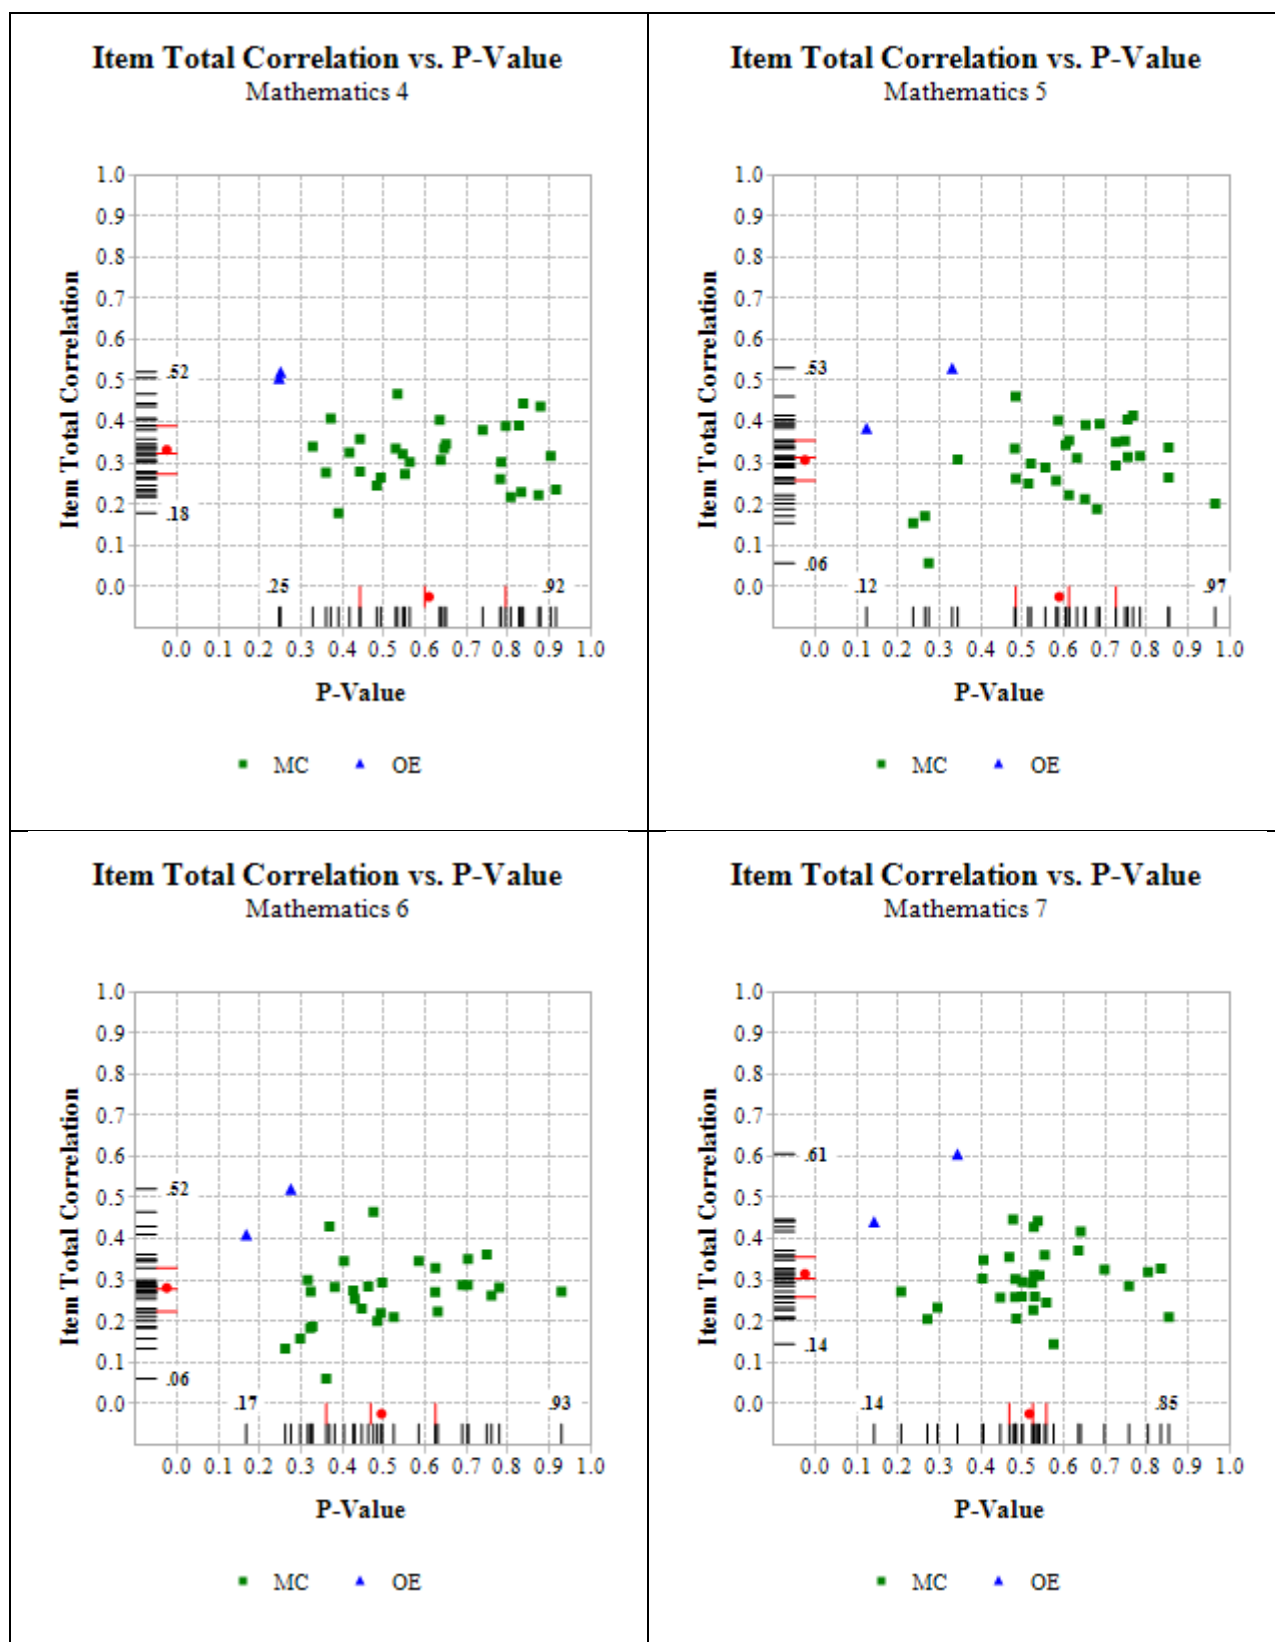 Item Total Correlation vs. P-Value
Mathematics 4
1.0
0.9
0.8
0.7
0.6
0.5
0.4
0.3
0.2
0.1
0.0
Item Total Correlation
.52
.18
.25
.92
0.0 0.1 0.2 0.3 0.4 0.5 0.6 0.7 0.8 0.9 1.0
P-Value
MC OE
Item Total Correlation vs. P-Value
Mathematics 5
1.0
0.9
0.8
0.7
0.6
0.5
0.4
0.3
0.2
0.1
0.0
Item Total Correlation
.53
.06
.12
.97
0.0 0.1 0.2 0.3 0.4 0.5 0.6 0.7 0.8 0.9 1.0
P-Value
MC OE
Item Total Correlation vs. P-Value
Mathematics 6
1.0
0.9
0.8
0.7
0.6
0.5
0.4
0.3
0.2
0.1
0.0
Item Total Correlation
.52
.06
.17
.93
0.0 0.1 0.2 0.3 0.4 0.5 0.6 0.7 0.8 0.9 1.0
P-Value
MC OE
Item Total Correlation vs. P-Value
Mathematics 7
1.0
0.9
0.8
0.7
0.6
0.5
0.4
0.3
0.2
0.1
0.0
Item Total Correlation
.61
.14
.14
.85
0.0 0.1 0.2 0.3 0.4 0.5 0.6 0.7 0.8 0.9 1.0
P-Value
MC OE